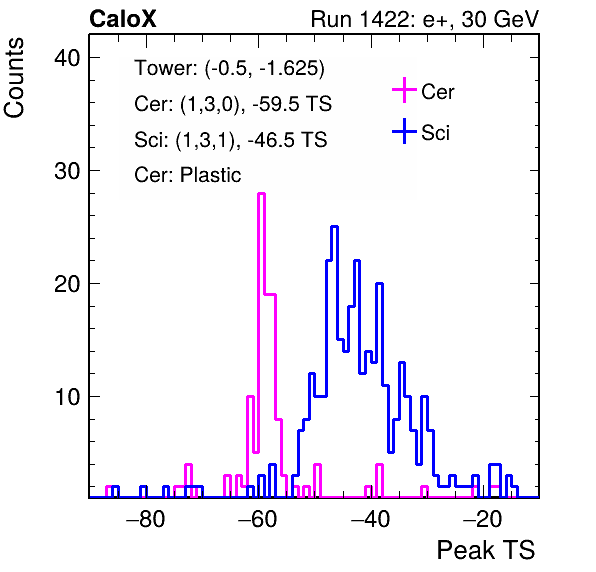 CaloX Run 1422: e+, 30 GeV
Counts
40
30
20
10
Tower: (-0.5, -1.625)
Cer: (1,3,0), -59.5 TS
Sci: (1,3,1), -46.5 TS
Cer: Plastic
Cer
Sci
−80 −60 −40 −20
Peak TS